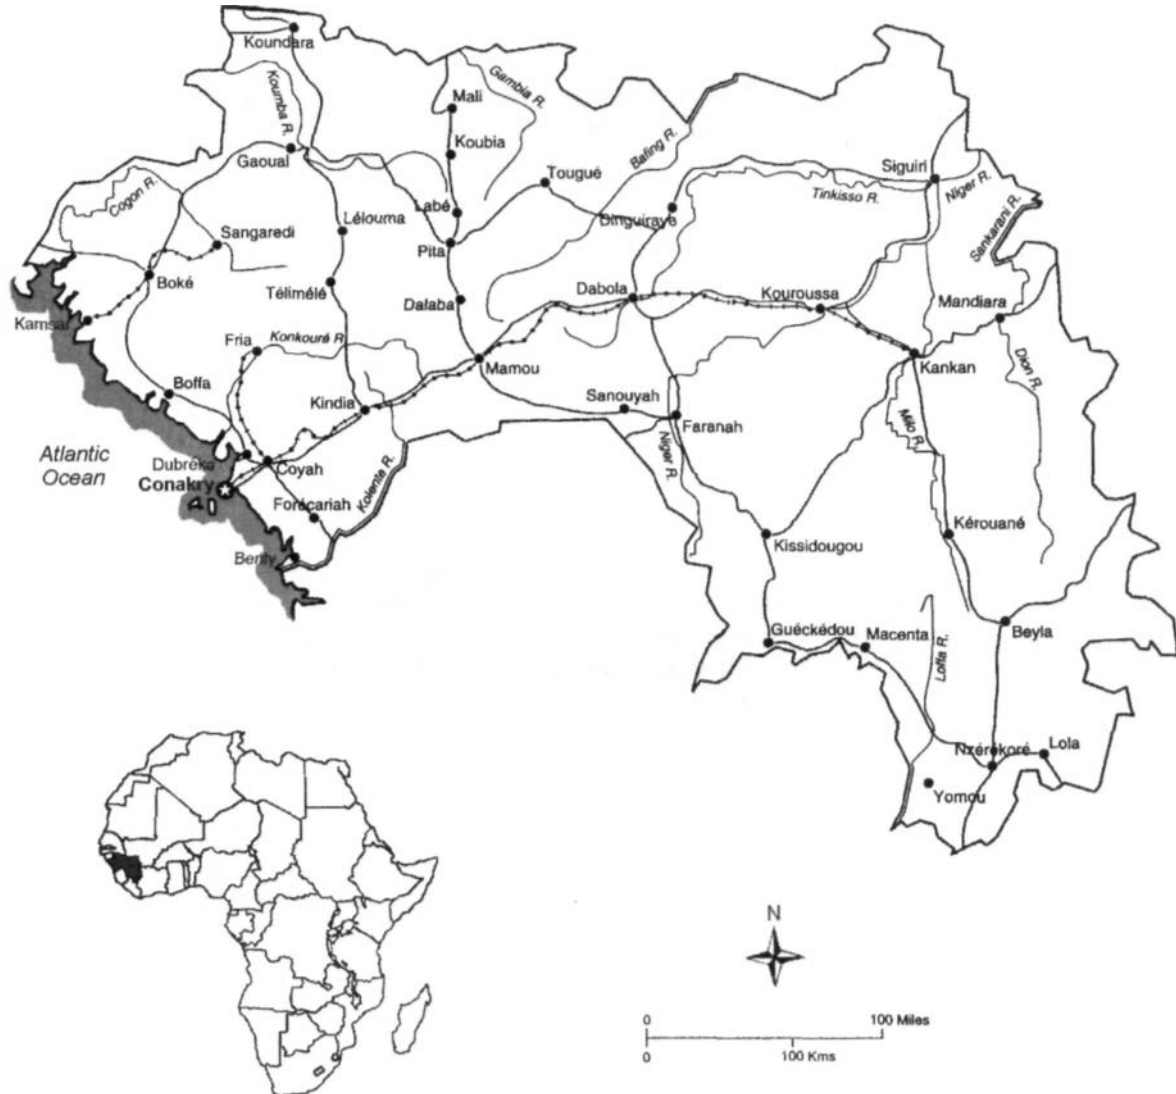 Koundara
Koumba R.
Gambia R.
Mali
Koubia
Gaoual
Bafing R.
Tougué
Siguiri
Tinkisso R.
Niger R.
Cogon R.
Labé
Dinguiraye
Lélouma
Sankarani R.
Sangaredi
Pita
Boké
Télimélé
Dalaba
Dabola
Kouroussa
Mandiara
Kamsar
Fria
Konkouré R.
Mamou
Kankan
Dion R.
Boffa
Kindia
Sanouyah
Faranah
Milo R.
Niger R.
Atlantic
Ocean
Dubréka
Coyah
Kolente R.
Conakry
Forécariah
Kérouané
Kissidougou
Benty
Guéckédou
Macenta
Loffa R.
Beyla
Nzérékoré
Lola
Yomou
N
0
100 Miles
0
100 Kms